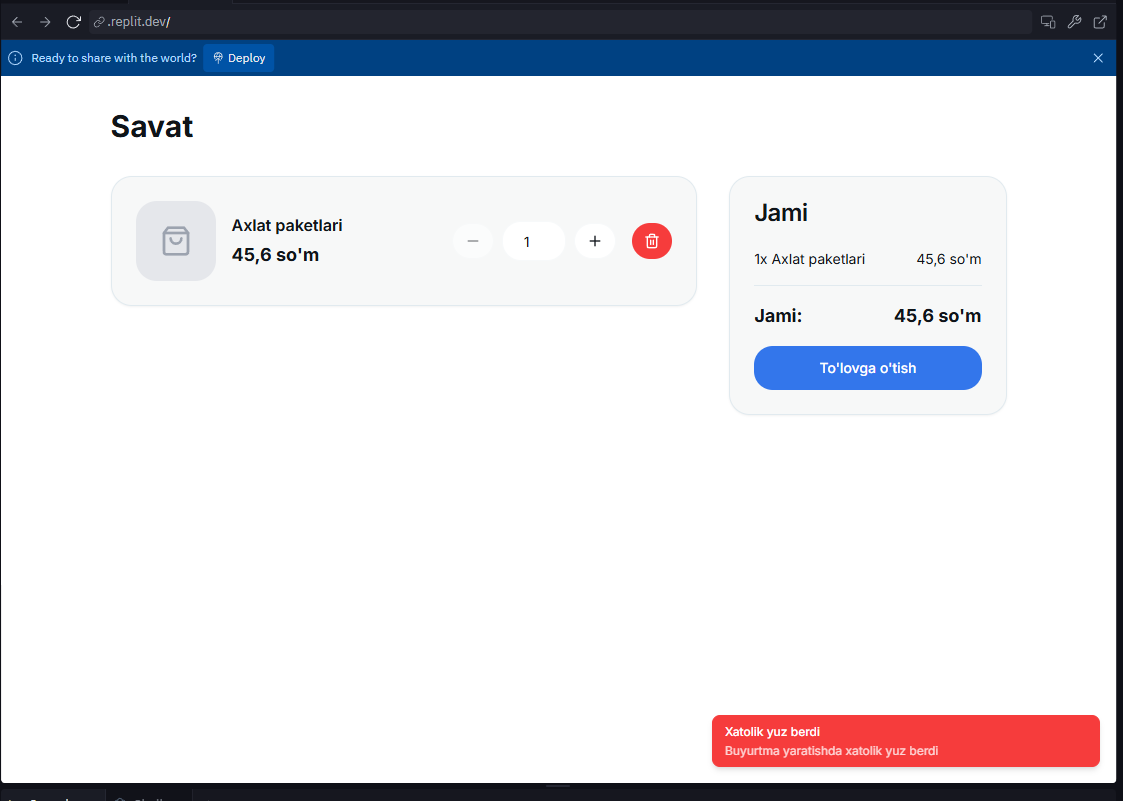 .replit.dev/
Ready to share with the world? Deploy
Savat
Axlat paketlari
45,6 so'm
1
Jami
1x Axlat paketlari 45,6 so'm
Jami: 45,6 so'm
To'lovga o'tish
Xatolik yuz berdi
Buyurtma yaratishda xatolik yuz berdi